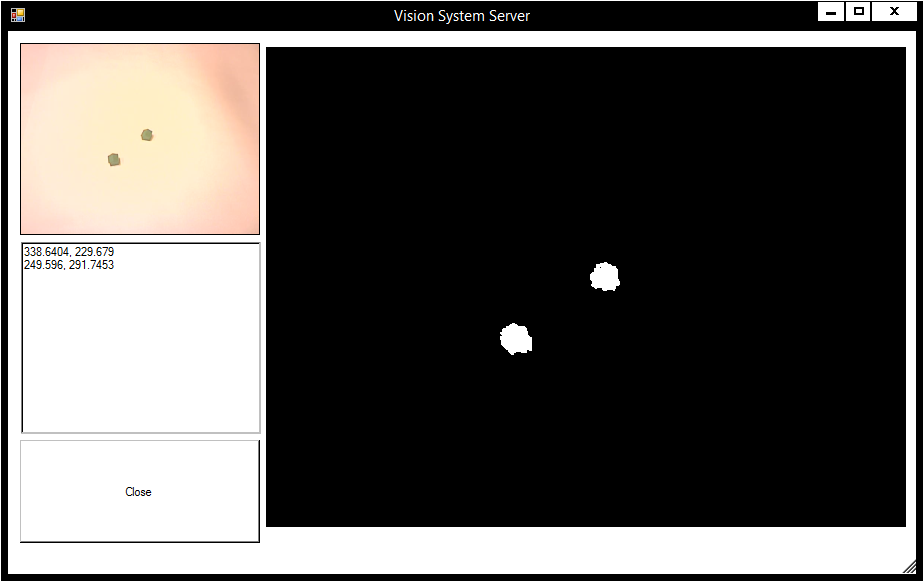 Vision System Server
338.6404, 229.679
249.596, 291.7453
Close